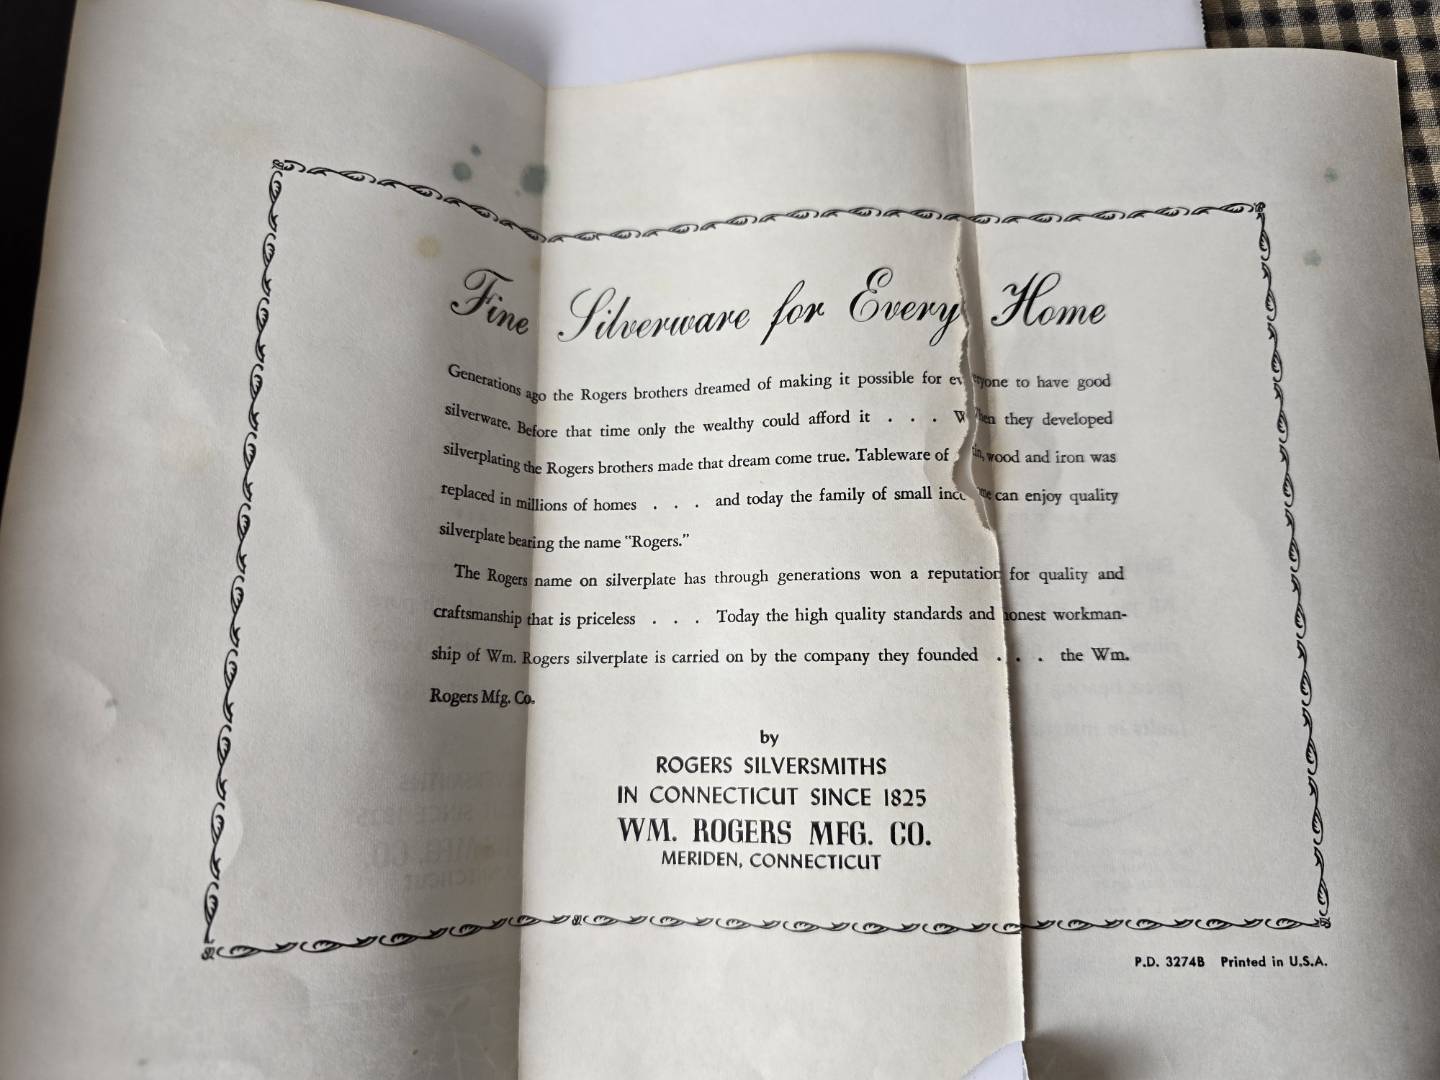 Fine Silverware for Every Home
Generations ago the Rogers brothers dreamed of making it possible for everyone to have good
silverware. Before that time only the wealthy could afford it . . . When they developed
silverplating the Rogers brothers made that dream come true. Tableware of tin, wood and iron was
replaced in millions of homes . . . and today the family of small income can enjoy quality
silverplate bearing the name "Rogers."
The Rogers name on silverplate has through generations won a reputation for quality and
craftsmanship that is priceless . . . Today the high quality standards and honest workman-
ship of Wm. Rogers silverplate is carried on by the company they founded . . . the Wm.
Rogers Mfg. Co.
by
ROGERS SILVERSMITHS
IN CONNECTICUT SINCE 1825
WM. ROGERS MFG. CO.
MERIDEN, CONNECTICUT
P.D. 3274B Printed in U.S.A.